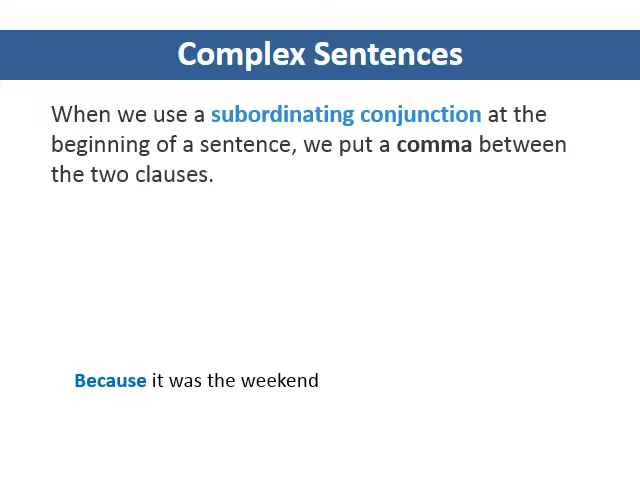 Complex Sentences
When we use a subordinating conjunction at the
beginning of a sentence, we put a comma between
the two clauses.
Because it was the weekend